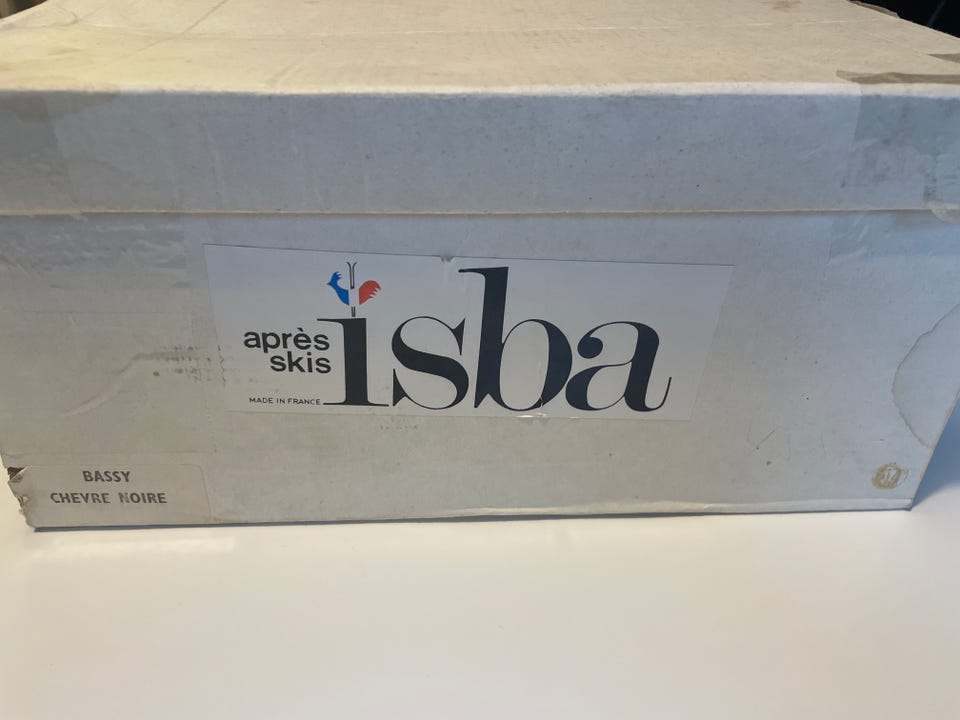 après
skis
isba
MADE IN FRANCE
BASSY
CHEVRE NOIRE